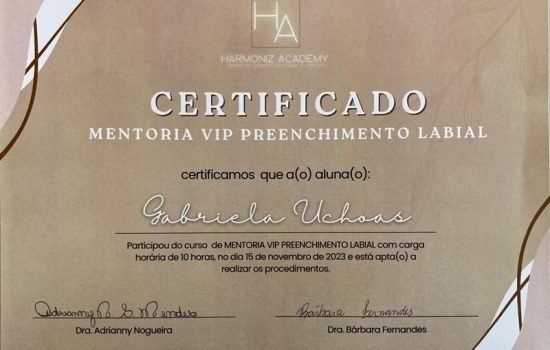 HA
HARMONIZ ACADEMY
CERTIFICADO
MENTORIA VIP PREENCHIMENTO LABIAL
certificamos que a(o) aluna(o):
Gabriela Uchoas
Participou do curso de MENTORIA VIP PREENCHIMENTO LABIAL com carga
horária de 10 horas, no dia 15 de novembro de 2023 e está apta(o) a
realizar os procedimentos.
Bárbara Fernandes
Dra. Adrianny Nogueira
Dra. Bárbara Fernandes